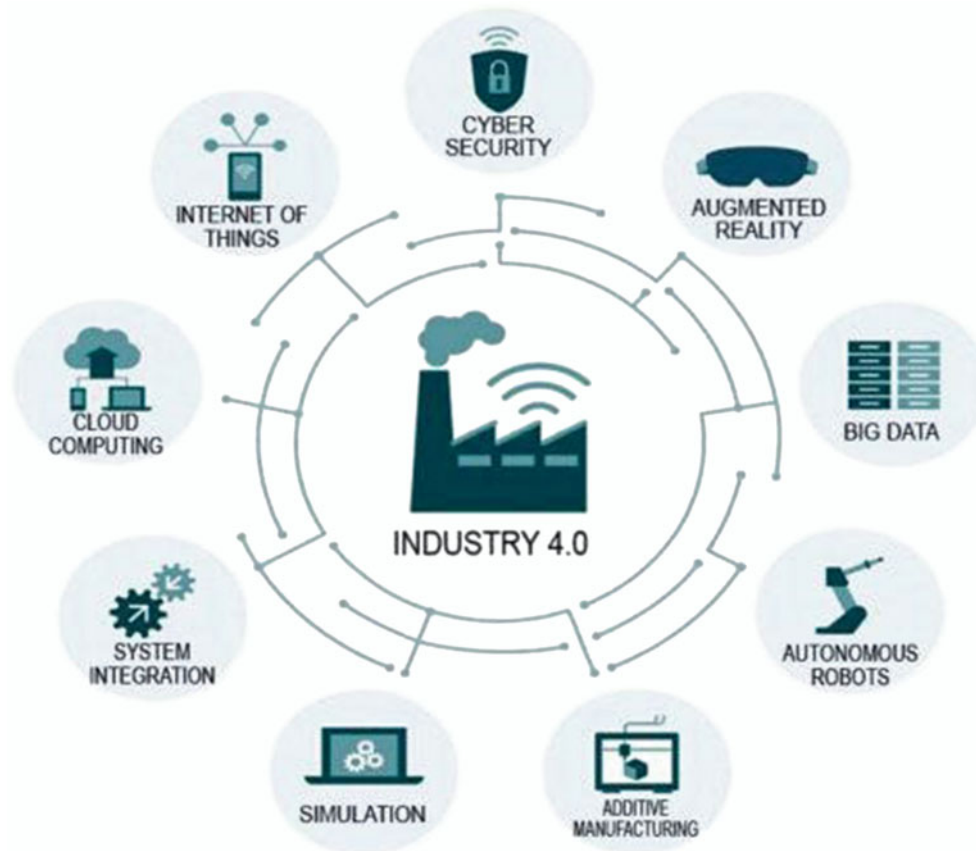 CYBER
SECURITY
AUGMENTED
REALITY
BIG DATA
AUTONOMOUS
ROBOTS
ADDITIVE
MANUFACTURING
SIMULATION
SYSTEM
INTEGRATION
CLOUD
COMPUTING
INTERNET OF
THINGS
INDUSTRY 4.0